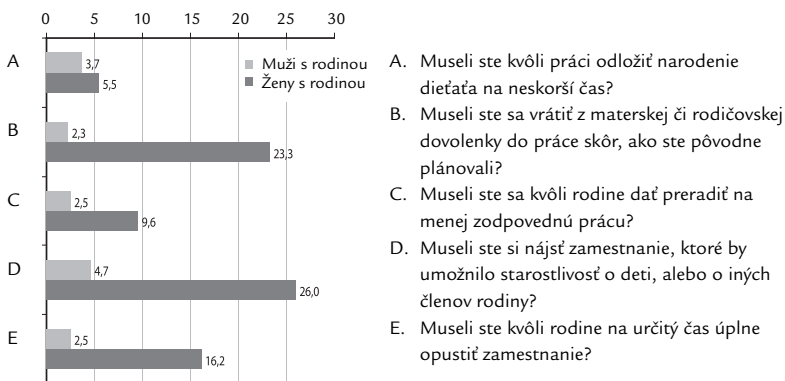 0 5 10 15 20 25 30
Muži s rodinou
Ženy s rodinou
A
3,7
5,5
B
2,3
23,3
C
2,5
9,6
D
4,7
26,0
E
2,5
16,2
A. Museli ste kvôli práci odložiť narodenie
dieťaťa na neskorší čas?
B. Museli ste sa vrátiť z materskej či rodičovskej
dovolenky do práce skôr, ako ste pôvodne
plánovali?
C. Museli ste sa kvôli rodine dať preradiť na
menej zodpovednú prácu?
D. Museli ste si nájsť zamestnanie, ktoré by
umožnilo starostlivosť o deti, alebo o iných
členov rodiny?
E. Museli ste kvôli rodine na určitý čas úplne
opustiť zamestnanie?